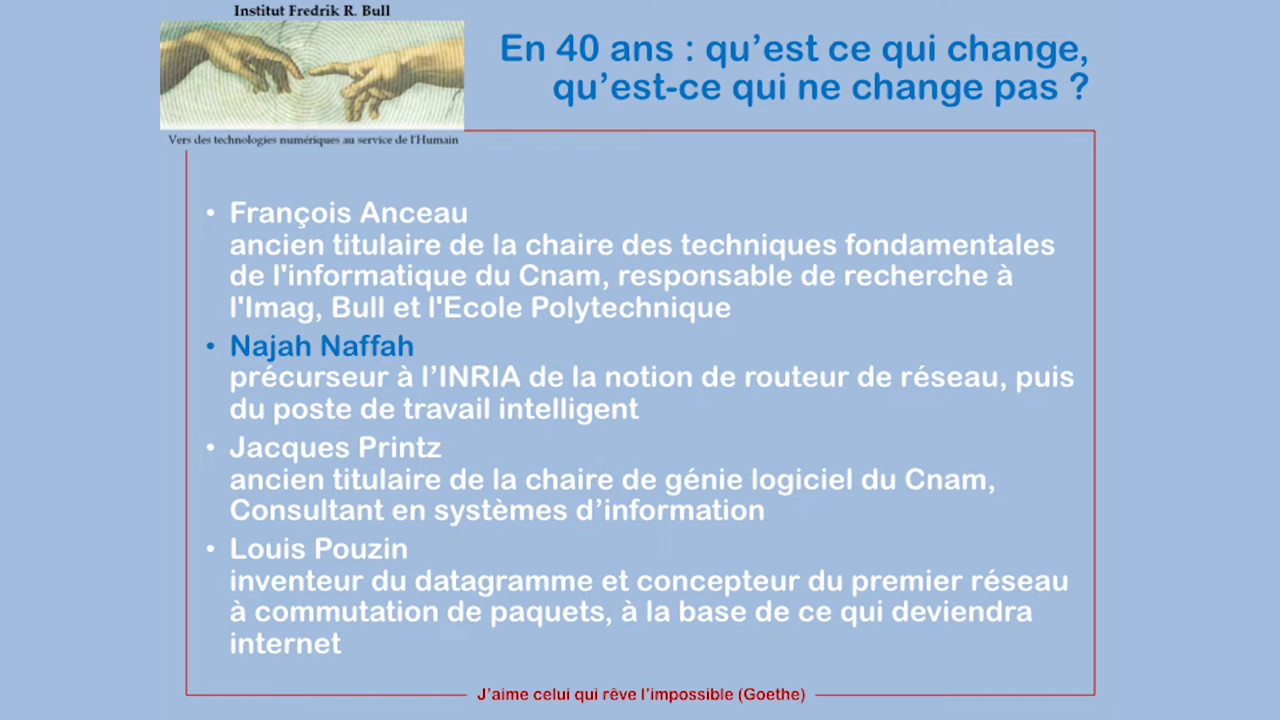 Institut Fredrik R. Bull
En 40 ans : qu’est ce qui change,
qu’est-ce qui ne change pas ?
Vers des technologies numériques au service de l'Humain
• François Anceau
ancien titulaire de la chaire des techniques fondamentales
de l'informatique du Cnam, responsable de recherche à
l'Imag, Bull et l'Ecole Polytechnique
• Najah Naffah
précurseur à l’INRIA de la notion de routeur de réseau, puis
du poste de travail intelligent
• Jacques Printz
ancien titulaire de la chaire de génie logiciel du Cnam,
Consultant en systèmes d’information
• Louis Pouzin
inventeur du datagramme et concepteur du premier réseau
à commutation de paquets, à la base de ce qui deviendra
internet
J’aime celui qui rêve l’impossible (Goethe)